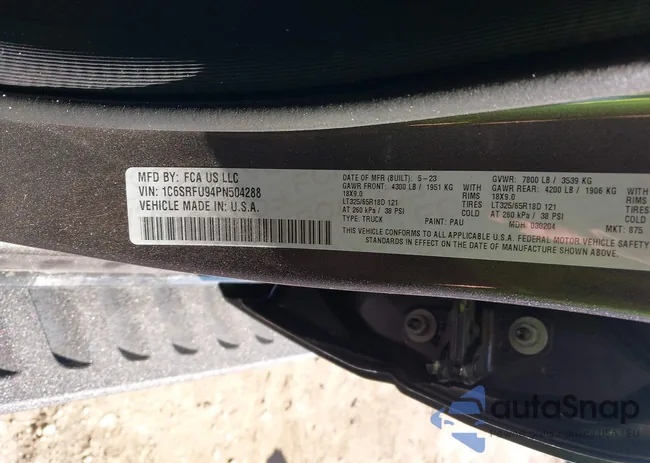 MFD BY: FCA US LLC
VIN: 1C6SRFU94PN504288
VEHICLE MADE IN: U.S.A.
DATE OF MFR (BUILT): 5-23
GVWR: 7800 LB / 3539 KG
GAWR FRONT: 4300 LB / 1951 KG
GAWR REAR: 4200 LB / 1906 KG
18X9.0 RIMS
18X9.0 RIMS
LT325/65R18D 121 TIRES
LT325/65R18D 121 TIRES
AT 260 kPa / 38 PSI COLD
AT 260 kPa / 38 PSI COLD
TYPE: TRUCK
PAINT: PAU
MDH: 030204
MKT: 875
THIS VEHICLE CONFORMS TO ALL APPLICABLE U.S.A. FEDERAL MOTOR VEHICLE SAFETY
STANDARDS IN EFFECT ON THE DATE OF MANUFACTURE SHOWN ABOVE.
autoSnap